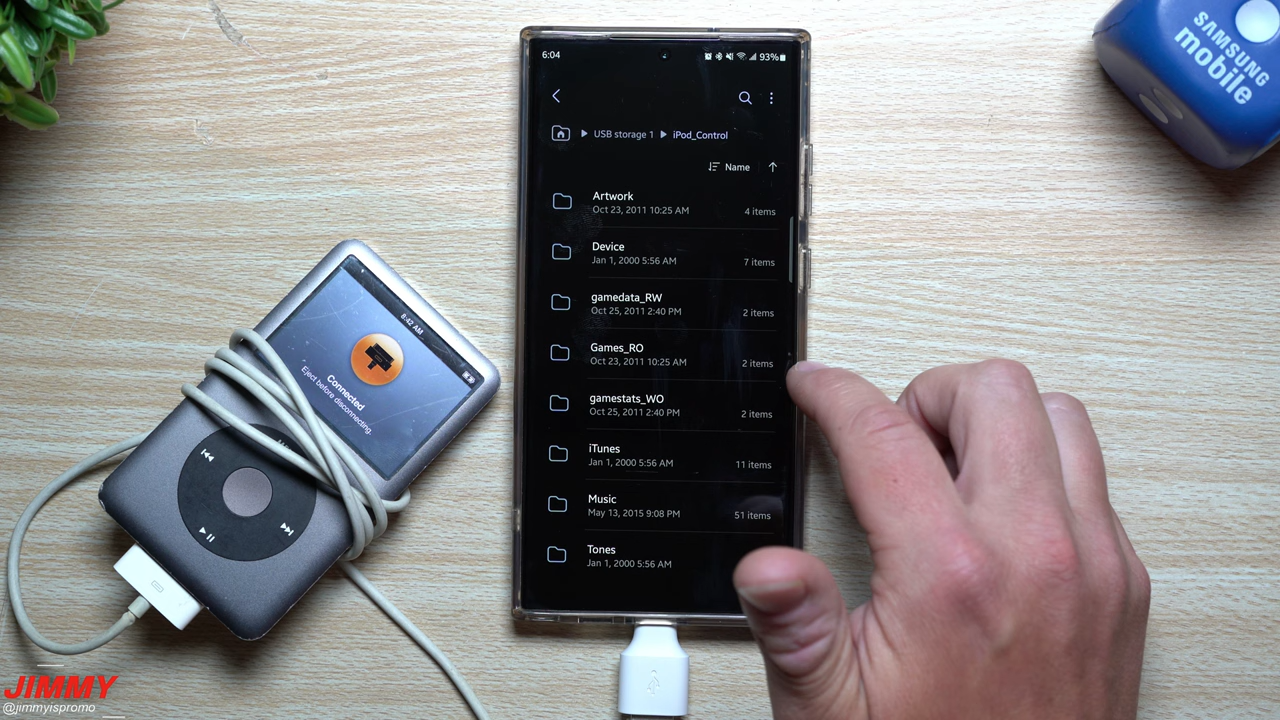 6:04
93%
USB storage 1
iPod_Control
Name
Artwork
Oct 23, 2011 10:25 AM
4 items
Device
Jan 1, 2000 5:56 AM
7 items
gamedata_RW
Oct 25, 2011 2:40 PM
2 items
Games_RO
Oct 23, 2011 10:25 AM
2 items
gamestats_WO
Oct 25, 2011 2:40 PM
2 items
iTunes
Jan 1, 2000 5:56 AM
11 items
Music
May 13, 2015 9:08 PM
51 items
Tones
Jan 1, 2000 5:56 AM
8:42 AM
Connected
Eject before disconnecting.
SAMSUNG
mobile
JIMMY
@jimmyispromo